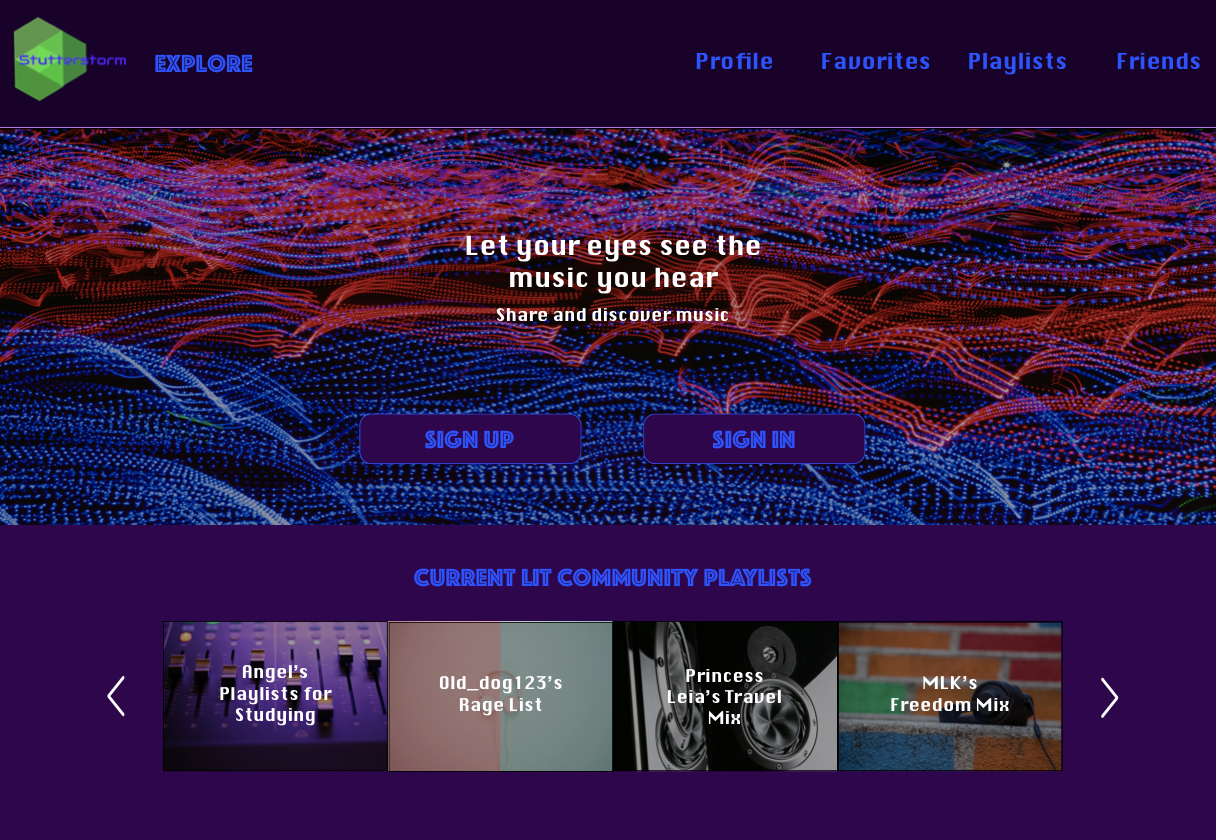 Stutterstorm
EXPLORE
Profile
Favorites
Playlists
Friends
Let your eyes see the
music you hear
Share and discover music
SIGN UP
SIGN IN
CURRENT LIT COMMUNITY PLAYLISTS
Angel's
Playlists for
Studying
Old_dog123's
Rage List
Princess
Leia's Travel
Mix
MLK's
Freedom Mix